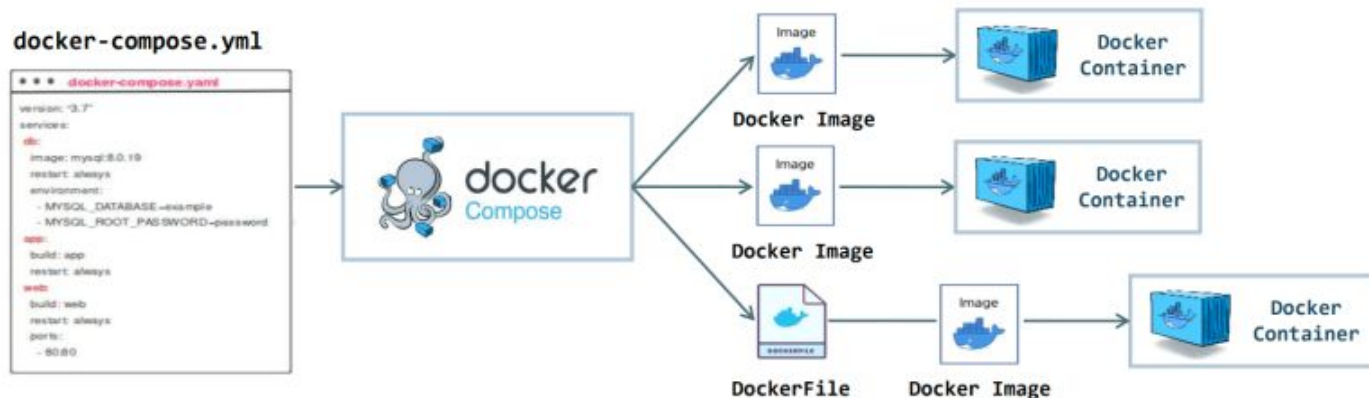 docker-compose.yml
docker-compose.yaml
version: "3.7"
services:
db:
image: mysql:8.0.19
restart: always
environment:
- MYSQL_DATABASE=example
- MYSQL_ROOT_PASSWORD=password
app:
build: app
restart: always
web:
build: web
restart: always
ports:
- 80:80
docker
Compose
Image
Docker Image
Docker
Container
Image
Docker Image
Docker
Container
DOCKERFILE
DockerFile
Image
Docker Image
Docker
Container